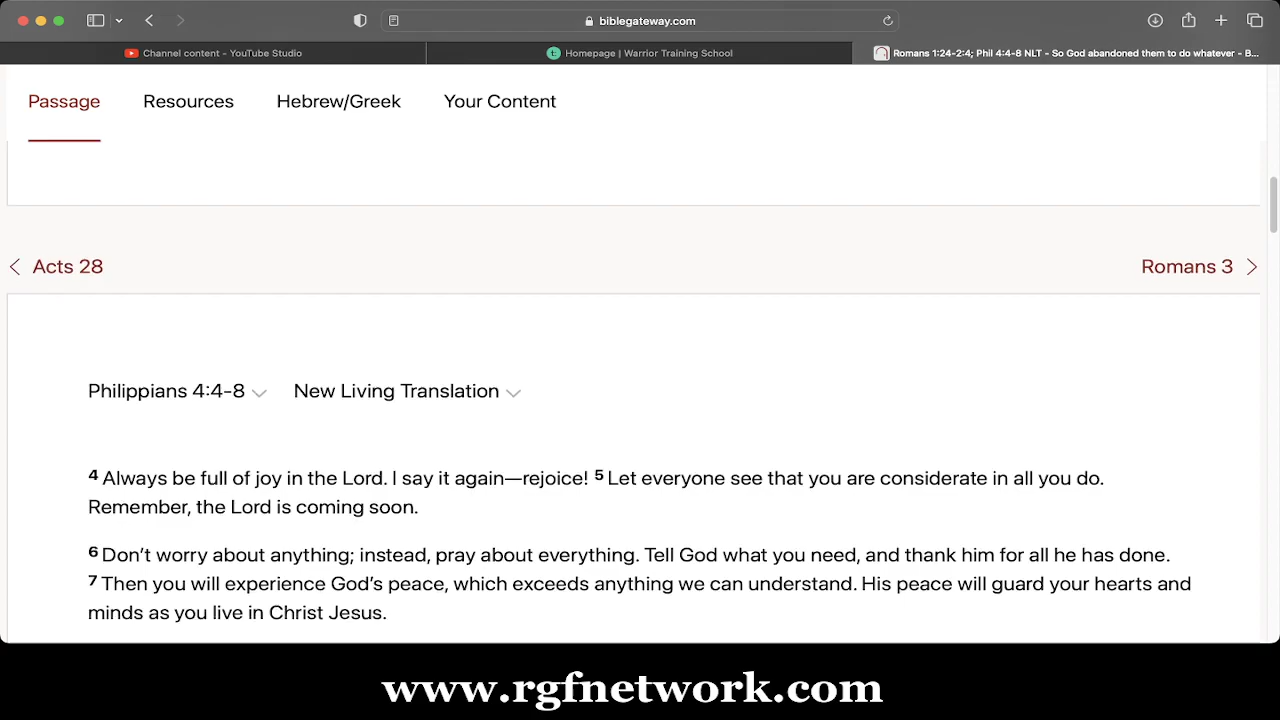 biblegateway.com
Channel content - YouTube Studio
Homepage | Warrior Training School
Romans 1:24-2:4; Phil 4:4-8 NLT - So God abandoned them to do whatever - B...
Passage Resources Hebrew/Greek Your Content
Acts 28
Romans 3
Philippians 4:4-8 New Living Translation
4 Always be full of joy in the Lord. I say it again—rejoice! 5 Let everyone see that you are considerate in all you do.
Remember, the Lord is coming soon.
6 Don’t worry about anything; instead, pray about everything. Tell God what you need, and thank him for all he has done.
7 Then you will experience God’s peace, which exceeds anything we can understand. His peace will guard your hearts and
minds as you live in Christ Jesus.
www.rgfnetwork.com